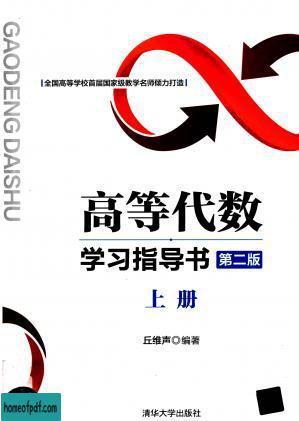 GAODENG DAISHU
全国高等学校首届国家级教学名师倾力打造
高等代数
学习指导书 第二版
上册
丘维声 编著
清华大学出版社
homeofpdf.com